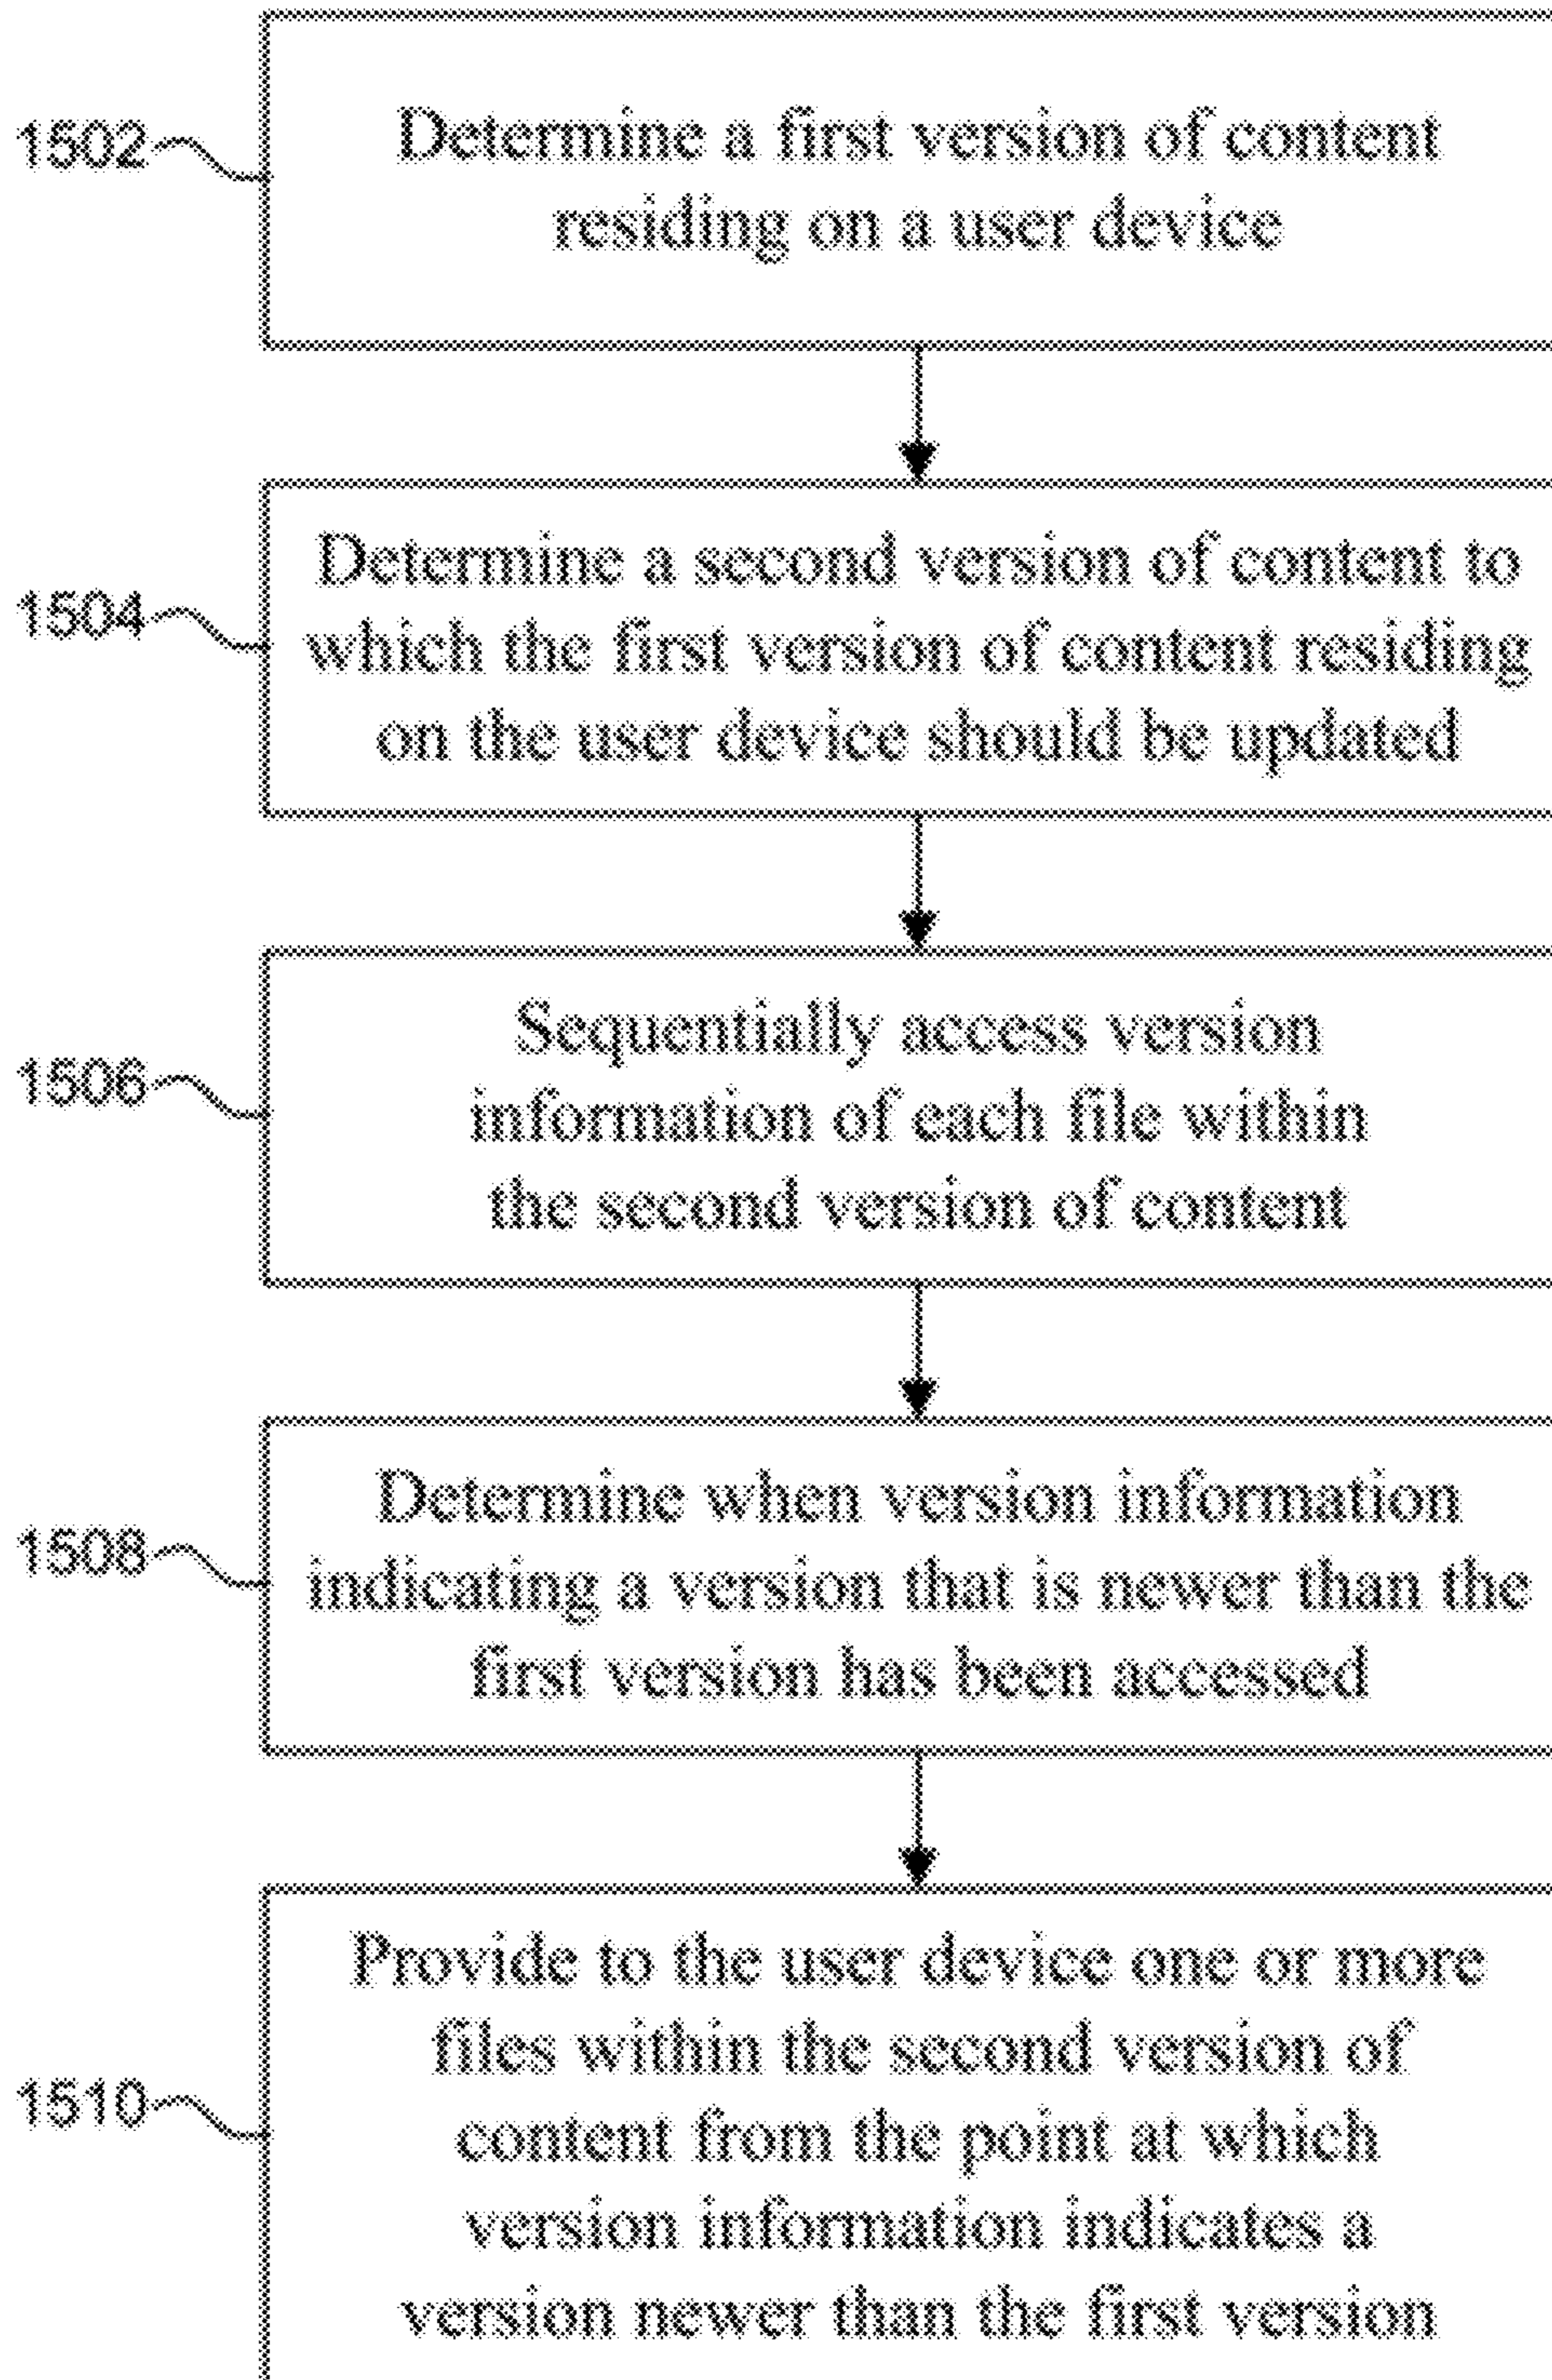 1502
Determine a first version of content
residing on a user device
1504
Determine a second version of content to
which the first version of content residing
on the user device should be updated
1506
Sequentially access version
information of each file within
the second version of content
1508
Determine when version information
indicating a version that is newer than the
first version has been accessed
1510
Provide to the user device one or more
files within the second version of
content from the point at which
version information indicates a
version newer than the first version